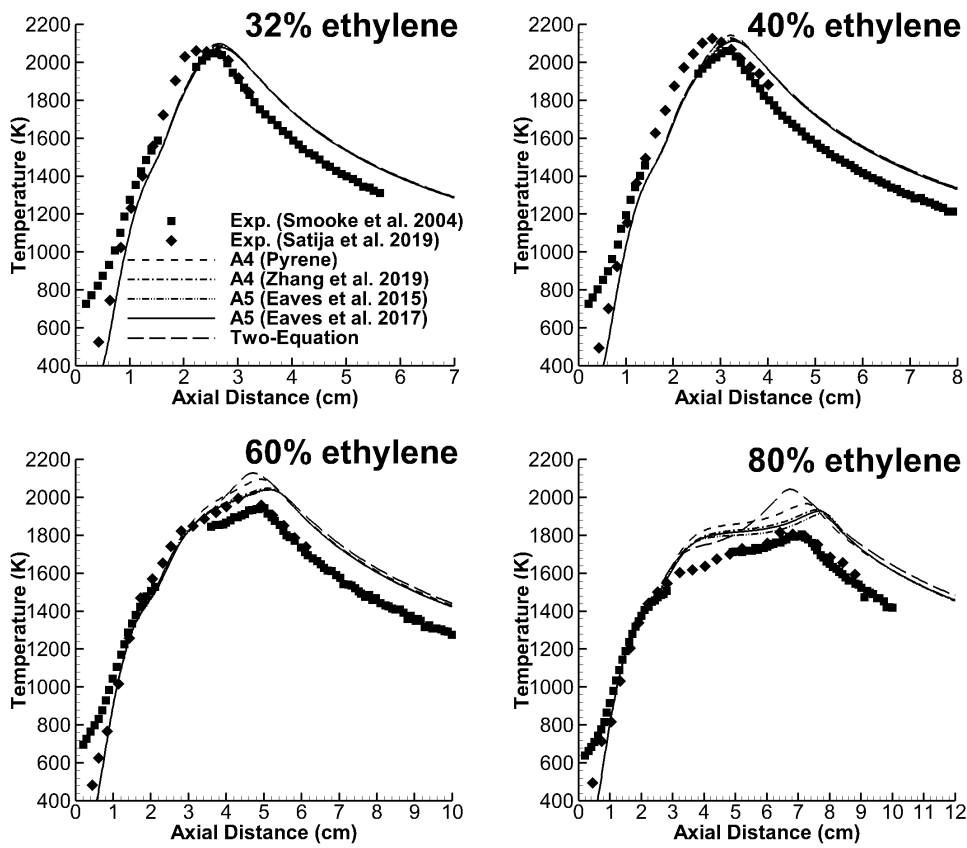 32% ethylene
2200
2000
1800
1600
1400
1200
1000
800
600
400
Temperature (K)
Exp. (Smooke et al. 2004)
Exp. (Satija et al. 2019)
A4 (Pyrene)
A4 (Zhang et al. 2019)
A5 (Eaves et al. 2015)
A5 (Eaves et al. 2017)
Two-Equation
0 1 2 3 4 5 6 7
Axial Distance (cm)
40% ethylene
2200
2000
1800
1600
1400
1200
1000
800
600
400
Temperature (K)
0 1 2 3 4 5 6 7 8
Axial Distance (cm)
60% ethylene
2200
2000
1800
1600
1400
1200
1000
800
600
400
Temperature (K)
0 1 2 3 4 5 6 7 8 9 10
Axial Distance (cm)
80% ethylene
2200
2000
1800
1600
1400
1200
1000
800
600
400
Temperature (K)
0 1 2 3 4 5 6 7 8 9 10 11 12
Axial Distance (cm)